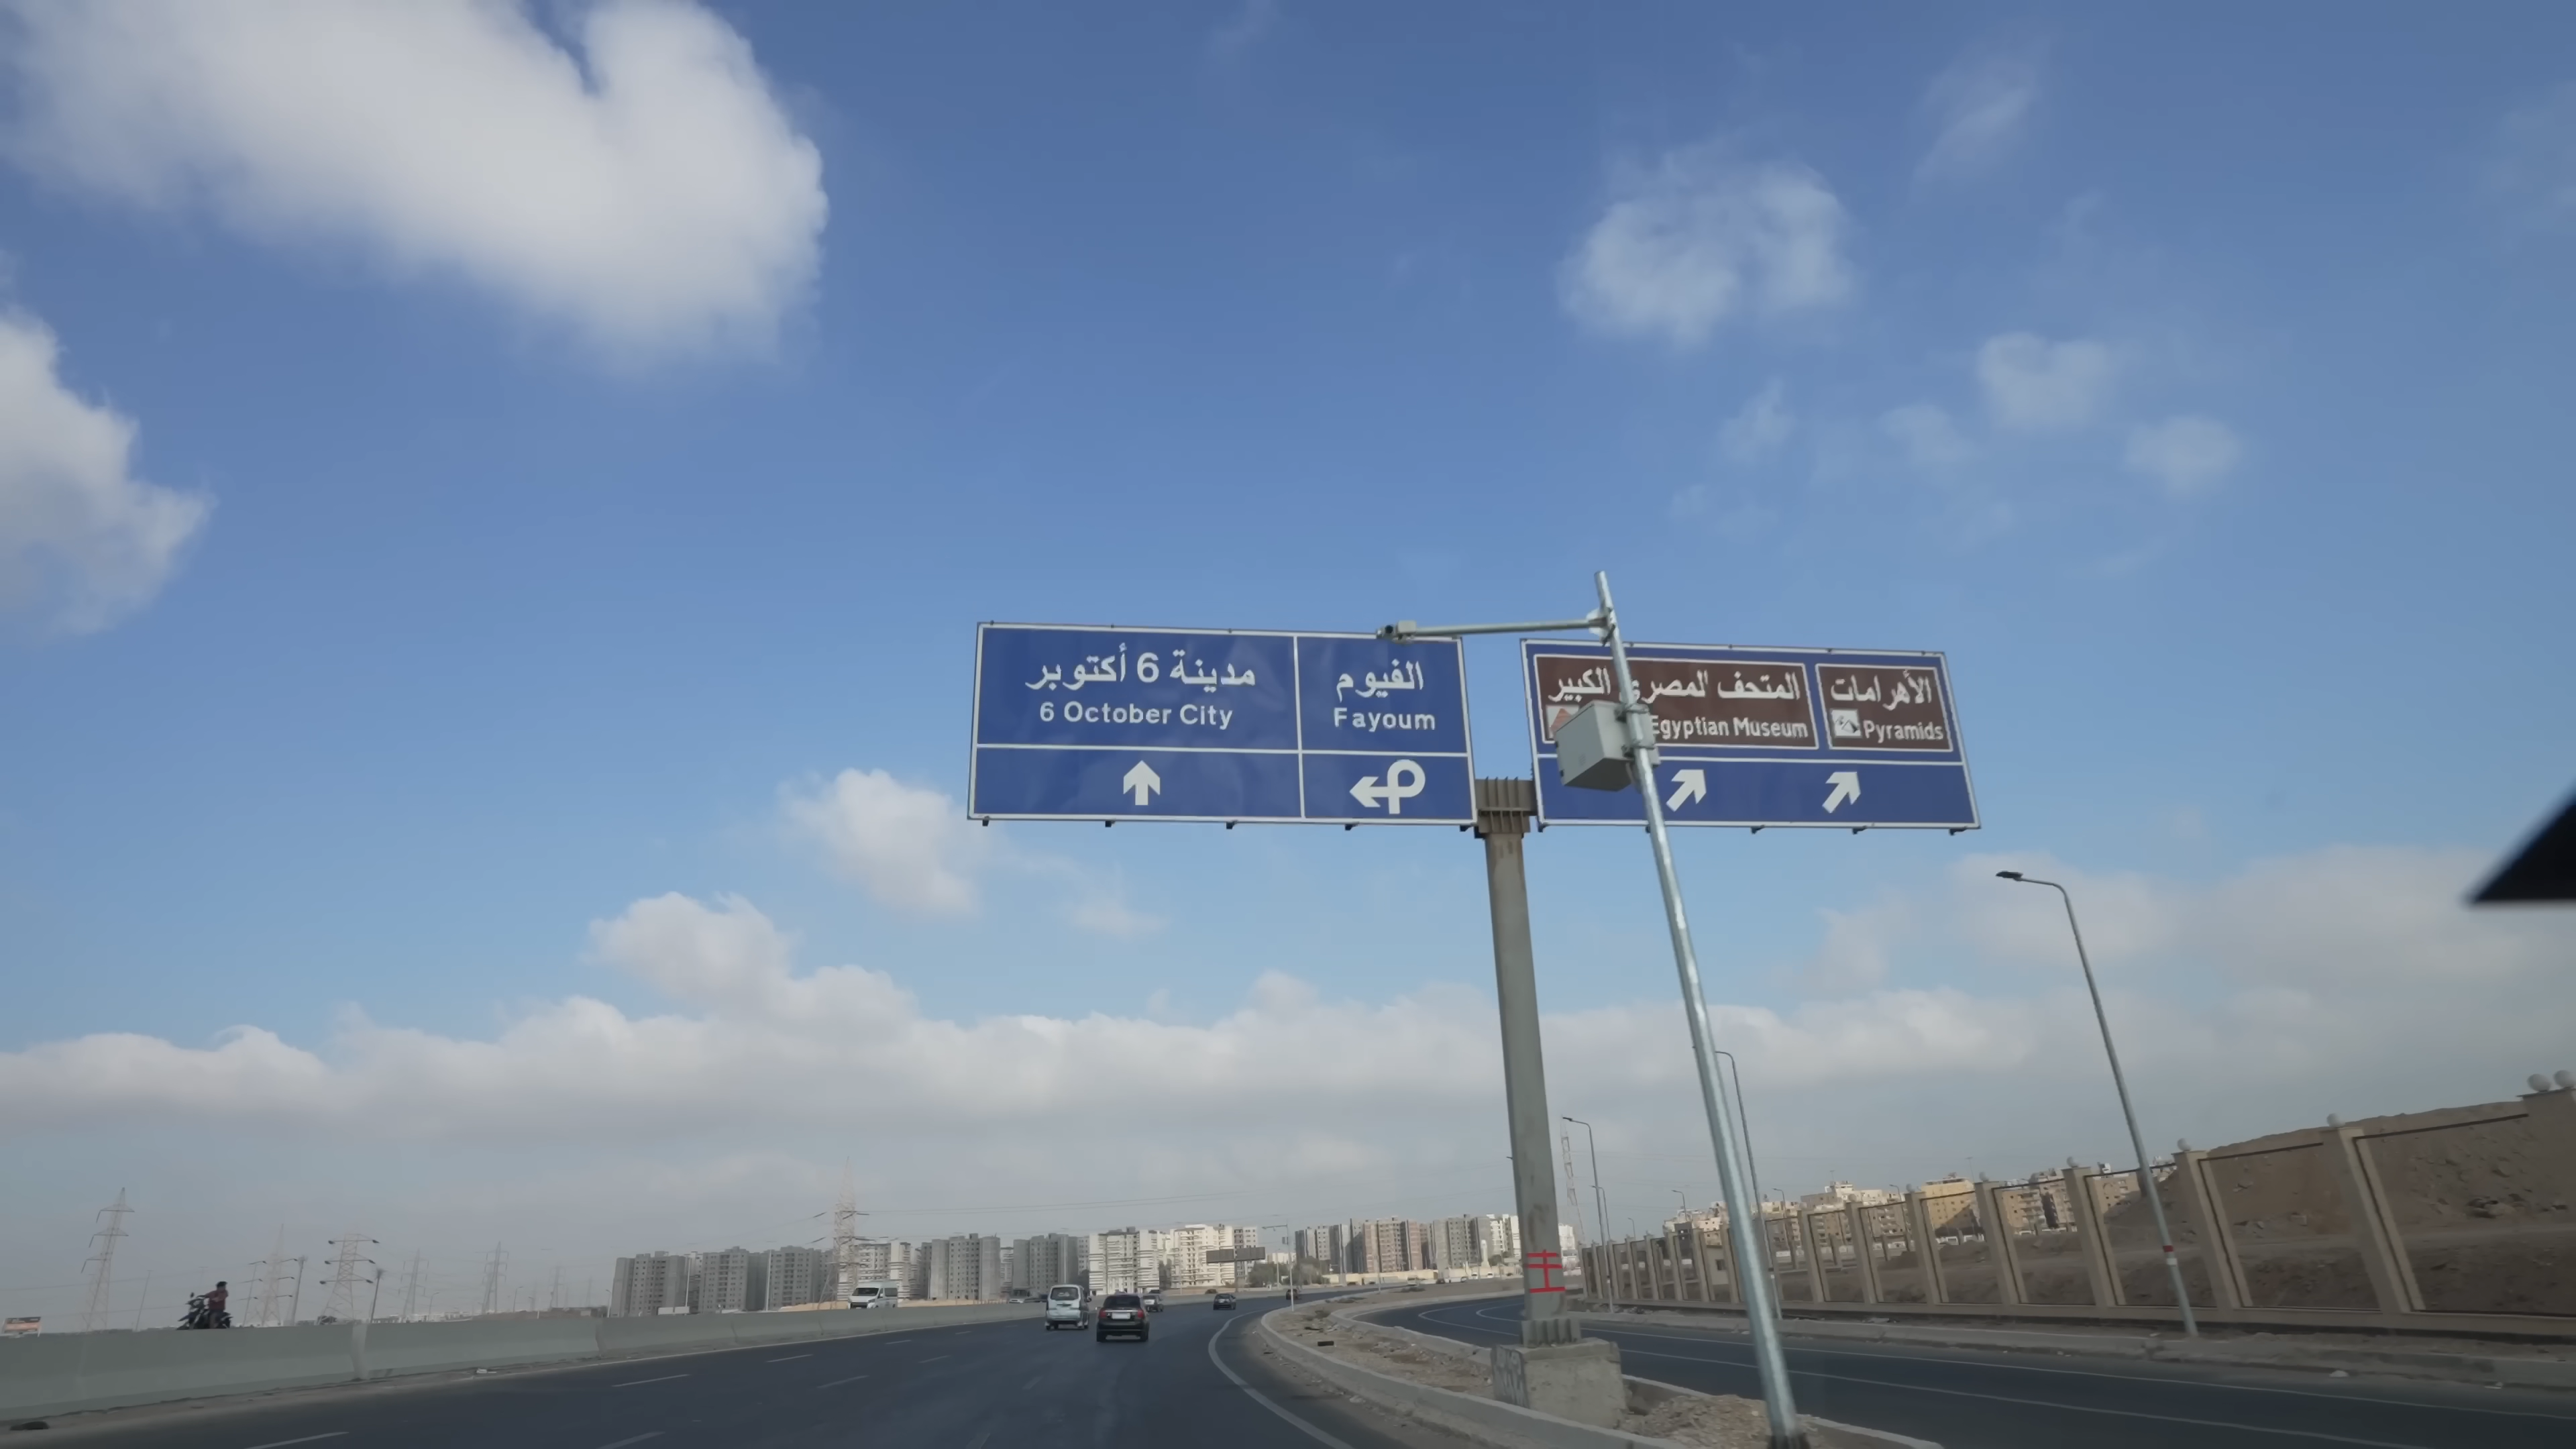 مدينة 6 أكتوبر
6 October City
الفيوم
Fayoum
المتحف المصري الكبير
Egyptian Museum
الأهرامات
Pyramids